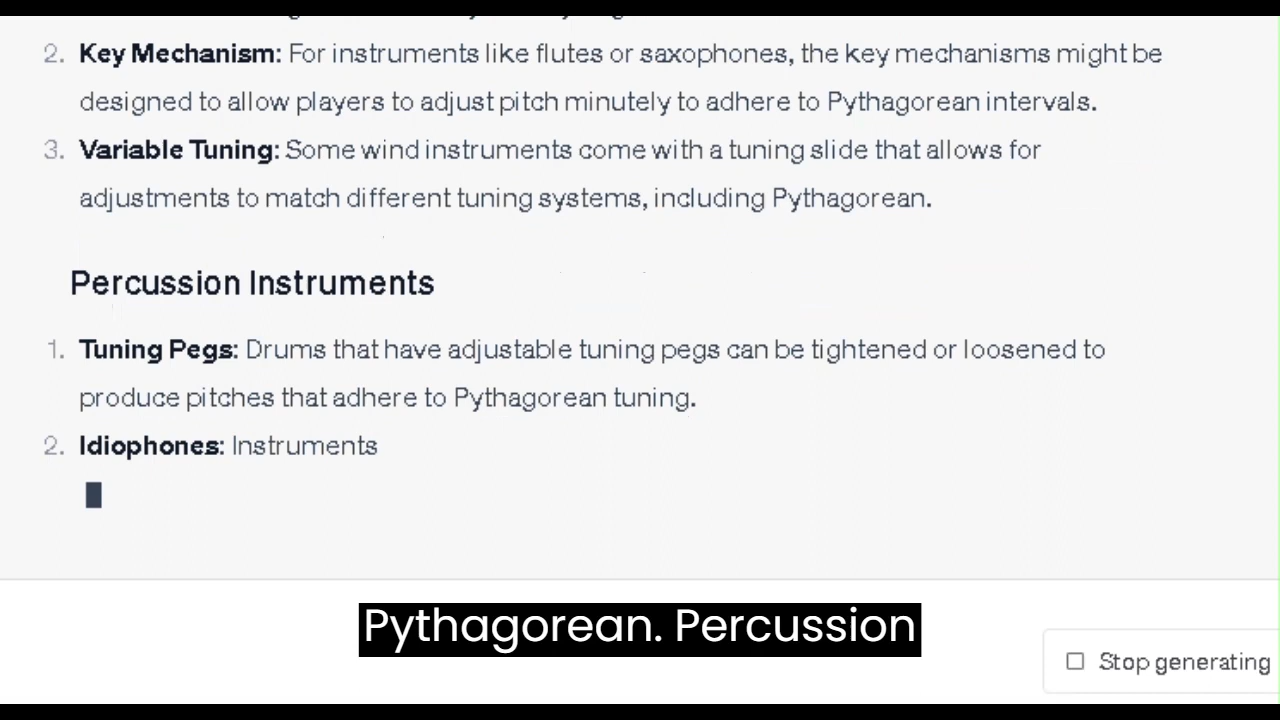 2. Key Mechanism: For instruments like flutes or saxophones, the key mechanisms might be
designed to allow players to adjust pitch minutely to adhere to Pythagorean intervals.
3. Variable Tuning: Some wind instruments come with a tuning slide that allows for
adjustments to match different tuning systems, including Pythagorean.
Percussion Instruments
1. Tuning Pegs: Drums that have adjustable tuning pegs can be tightened or loosened to
produce pitches that adhere to Pythagorean tuning.
2. Idiophones: Instruments
Pythagorean. Percussion
Stop generating